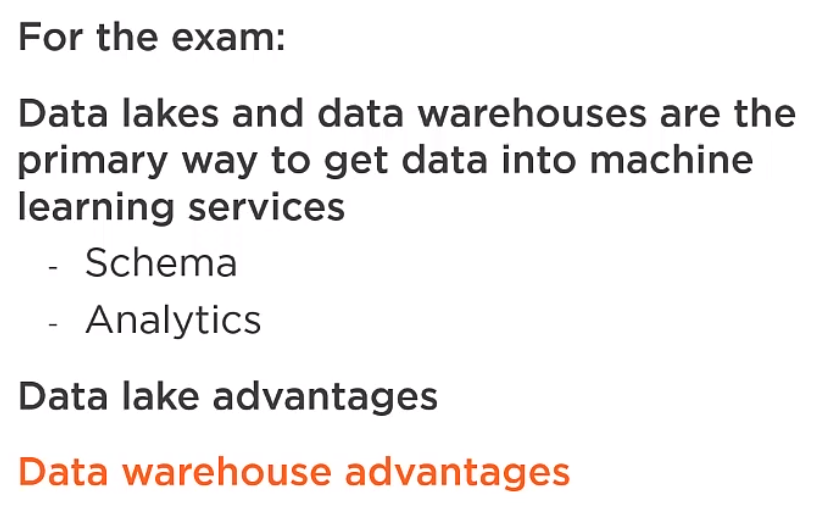 For the exam:
Data lakes and data warehouses are the
primary way to get data into machine
learning services
- Schema
- Analytics
Data lake advantages
Data warehouse advantages